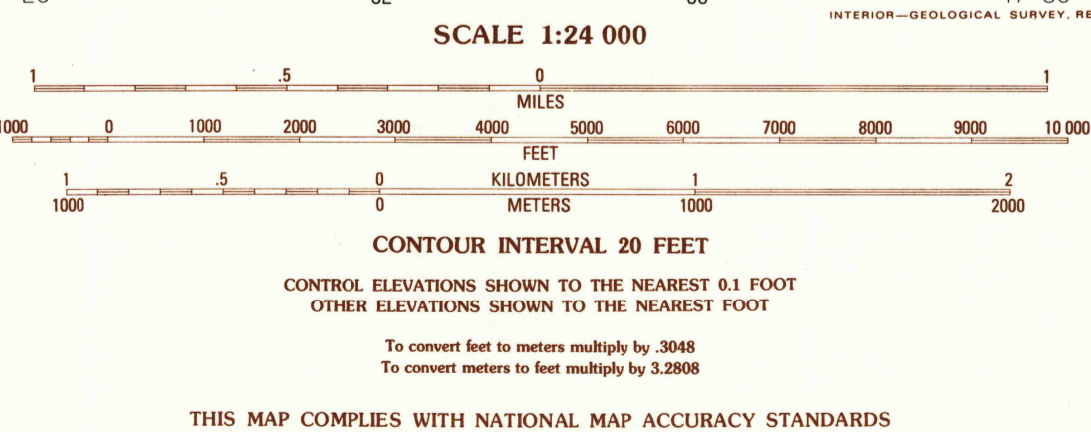 INTERIOR—GEOLOGICAL SURVEY, RE
SCALE 1:24 000
1 .5 0 1
MILES
1000 0 1000 2000 3000 4000 5000 6000 7000 8000 9000 10 000
FEET
1 .5 0 KILOMETERS 1 2
1000 0 METERS 1000 2000
CONTOUR INTERVAL 20 FEET
CONTROL ELEVATIONS SHOWN TO THE NEAREST 0.1 FOOT
OTHER ELEVATIONS SHOWN TO THE NEAREST FOOT
To convert feet to meters multiply by .3048
To convert meters to feet multiply by 3.2808
THIS MAP COMPLIES WITH NATIONAL MAP ACCURACY STANDARDS